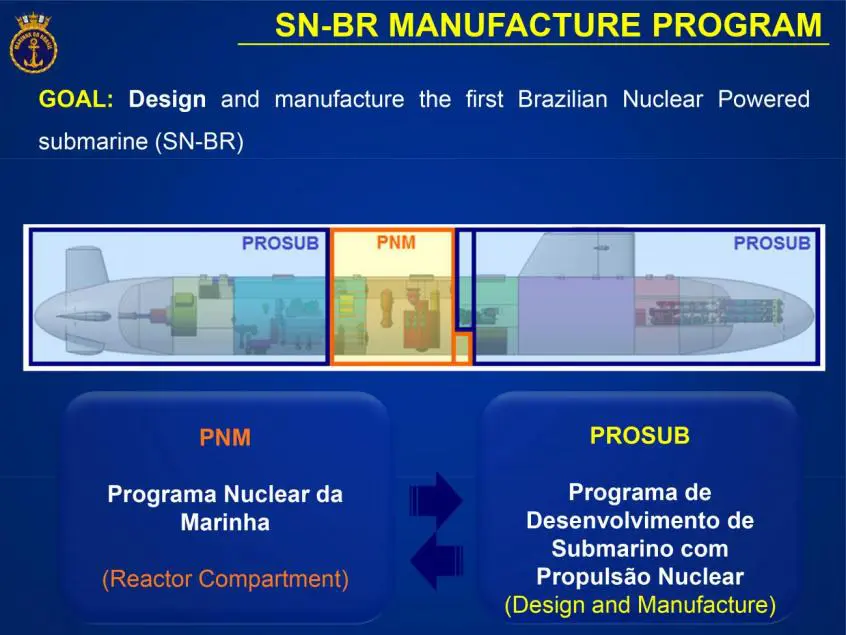 MARINHA DO BRASIL
SN-BR MANUFACTURE PROGRAM
GOAL: Design and manufacture the first Brazilian Nuclear Powered
submarine (SN-BR)
PROSUB
PNM
PROSUB
PNM
Programa Nuclear da
Marinha
(Reactor Compartment)
PROSUB
Programa de
Desenvolvimento de
Submarino com
Propulsão Nuclear
(Design and Manufacture)